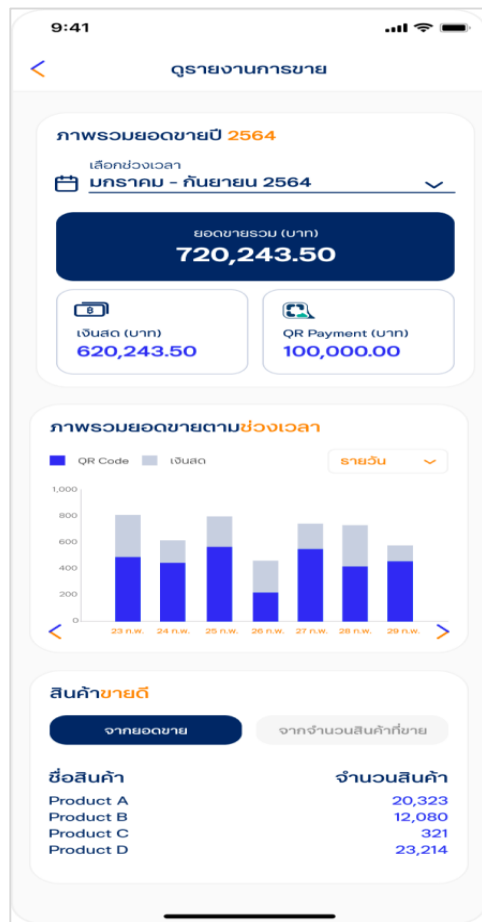 9:41
ดูรายงานการขาย
ภาพรวมยอดขายปี 2564
เลือกช่วงเวลา
มกราคม - กันยายน 2564
ยอดขายรวม (บาท)
720,243.50
เงินสด (บาท)
620,243.50
QR Payment (บาท)
100,000.00
ภาพรวมยอดขายตามช่วงเวลา
QR Code เงินสด
รายวัน
1,000
800
600
400
200
0
23 ก.พ. 24 ก.พ. 25 ก.พ. 26 ก.พ. 27 ก.พ. 28 ก.พ. 29 ก.พ.
สินค้าขายดี
จากยอดขาย จากจำนวนสินค้าที่ขาย
ชื่อสินค้า จำนวนสินค้า
Product A 20,323
Product B 12,080
Product C 321
Product D 23,214